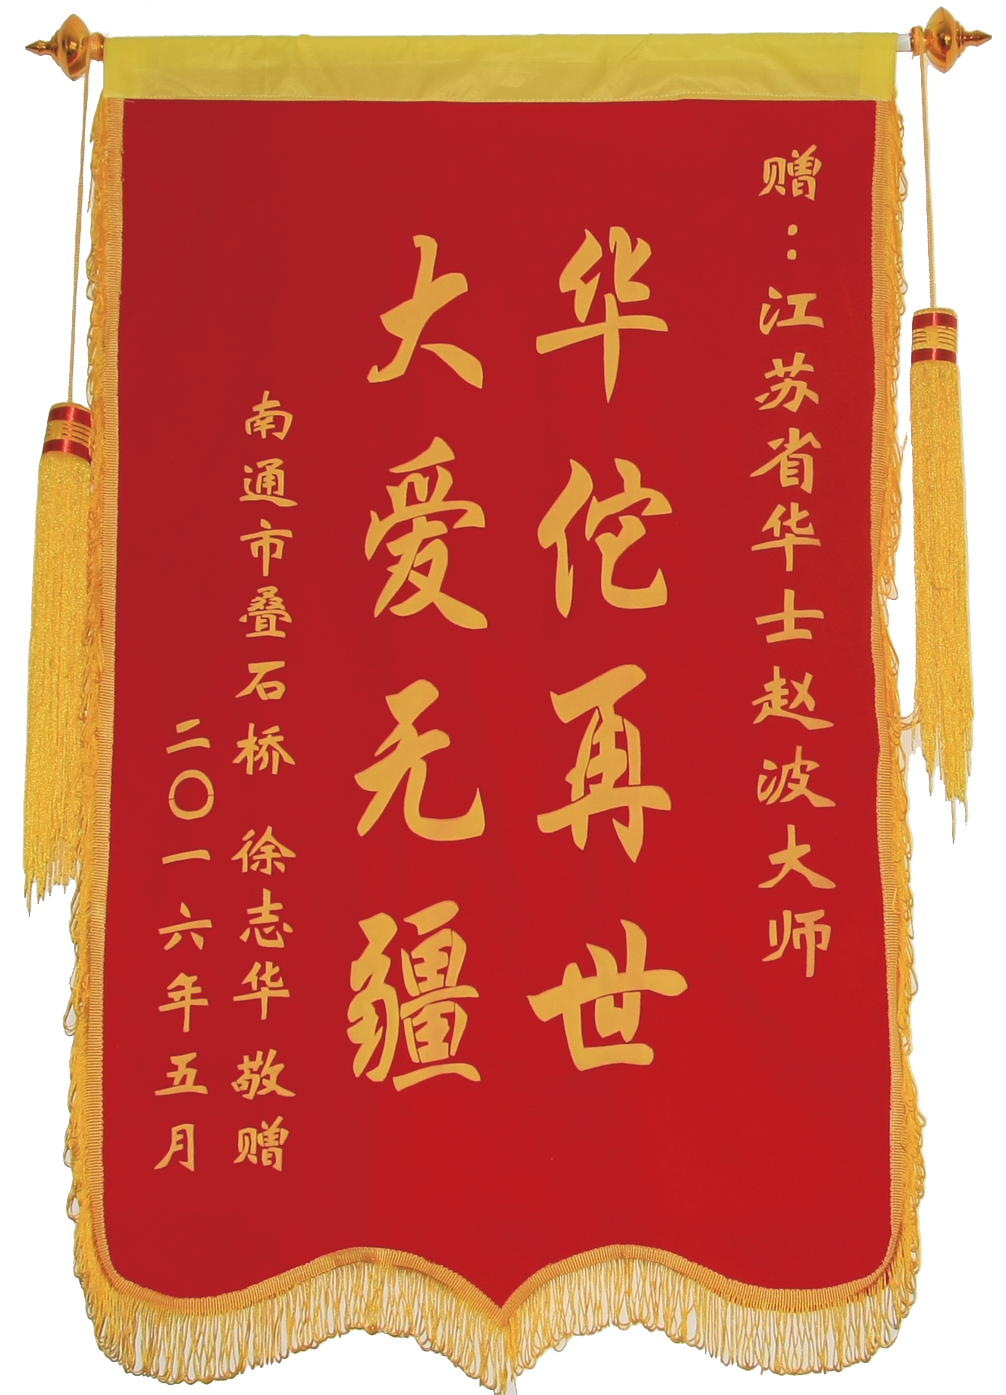 赠：江苏省华士赵波大师
华佗再世
大爱无疆
南通市叠石桥 徐志华 敬赠
二〇一六年五月